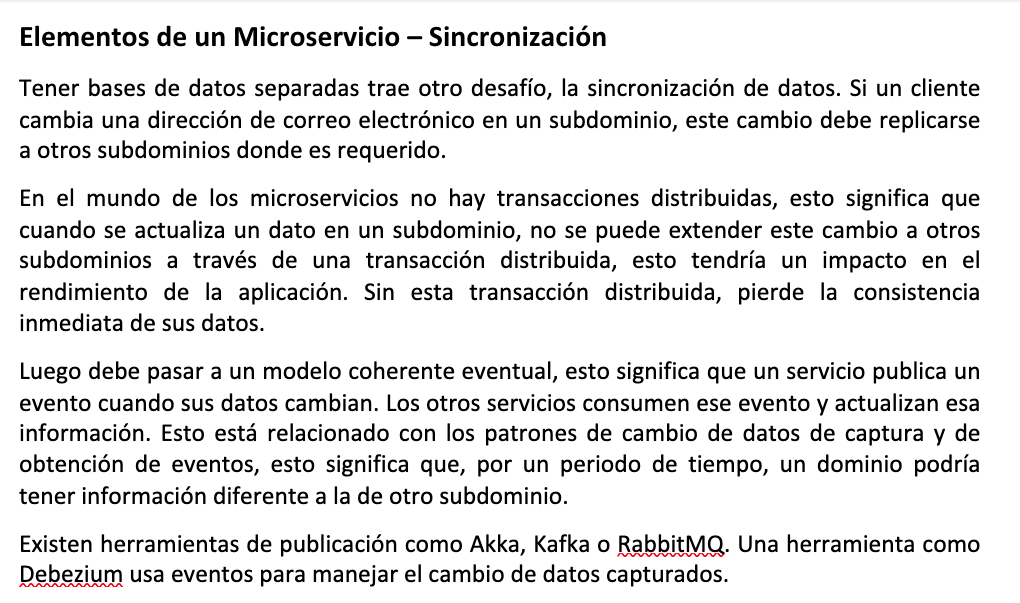 Elementos de un Microservicio – Sincronización
Tener bases de datos separadas trae otro desafío, la sincronización de datos. Si un cliente
cambia una dirección de correo electrónico en un subdominio, este cambio debe replicarse
a otros subdominios donde es requerido.
En el mundo de los microservicios no hay transacciones distribuidas, esto significa que
cuando se actualiza un dato en un subdominio, no se puede extender este cambio a otros
subdominios a través de una transacción distribuida, esto tendría un impacto en el
rendimiento de la aplicación. Sin esta transacción distribuida, pierde la consistencia
inmediata de sus datos.
Luego debe pasar a un modelo coherente eventual, esto significa que un servicio publica un
evento cuando sus datos cambian. Los otros servicios consumen ese evento y actualizan esa
información. Esto está relacionado con los patrones de cambio de datos de captura y de
obtención de eventos, esto significa que, por un periodo de tiempo, un dominio podría
tener información diferente a la de otro subdominio.
Existen herramientas de publicación como Akka, Kafka o RabbitMQ. Una herramienta como
Debezium usa eventos para manejar el cambio de datos capturados.